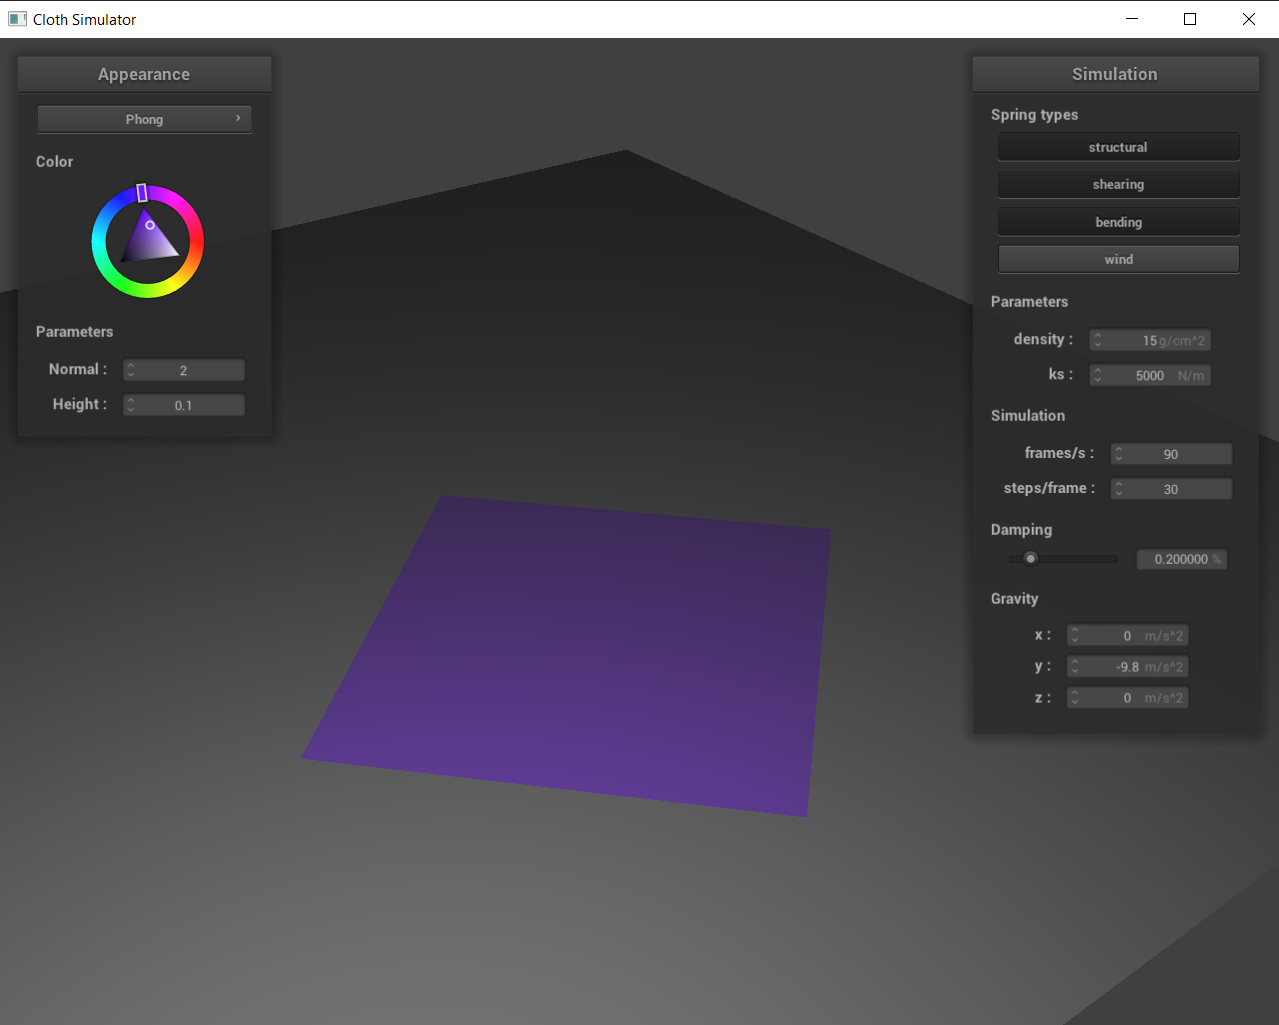 Cloth Simulator
Appearance
Phong
Color
Parameters
Normal : 2
Height : 0.1
Simulation
Spring types
structural
shearing
bending
wind
Parameters
density : 15 g/cm^2
ks : 5000 N/m
Simulation
frames/s : 90
steps/frame : 30
Damping
0.200000 %
Gravity
x : 0 m/s^2
y : -9.8 m/s^2
z : 0 m/s^2